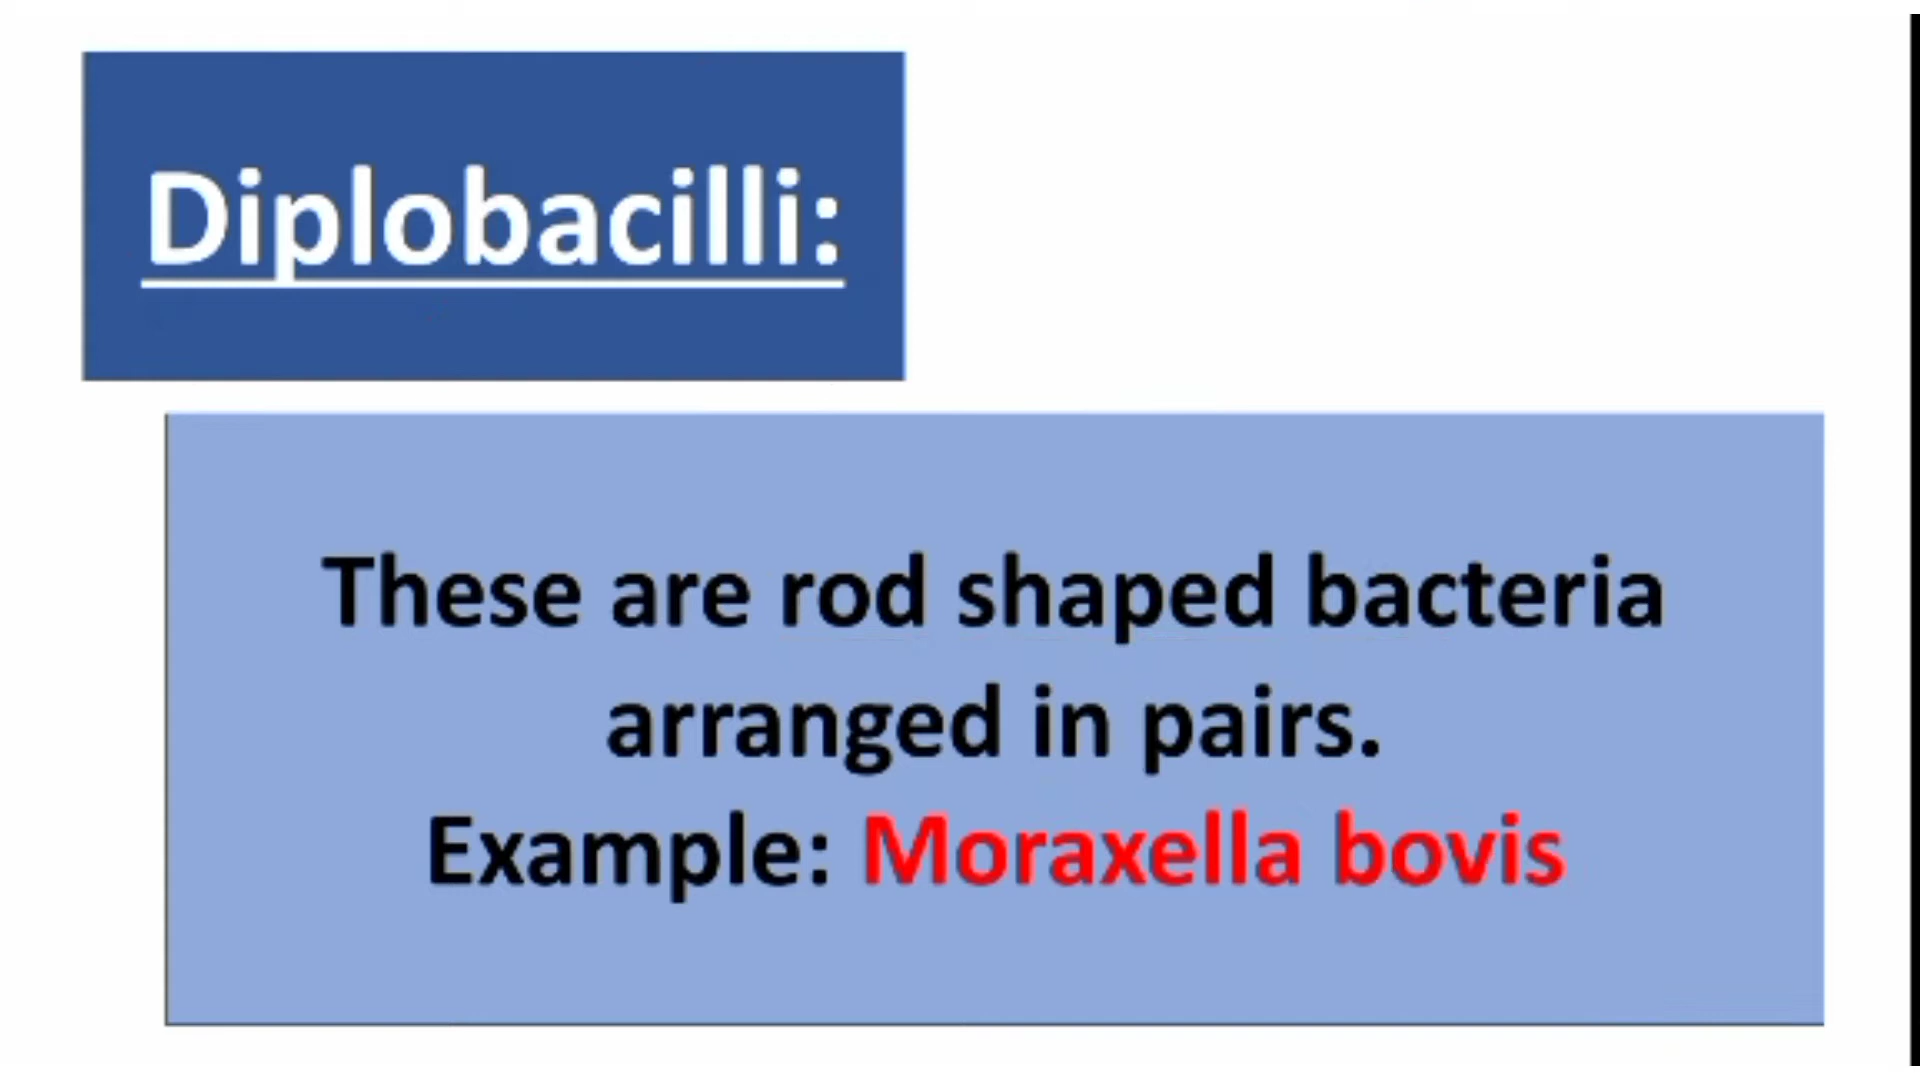 Diplobacilli:
These are rod shaped bacteria
arranged in pairs.
Example: Moraxella bovis